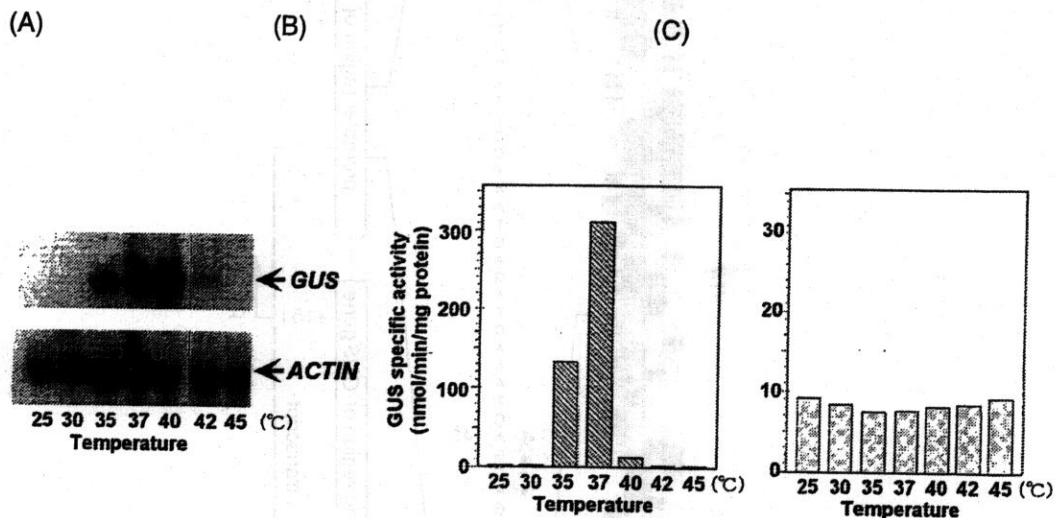 (A)
(B)
(C)
GUS
ACTIN
25 30 35 37 40 42 45 (℃)
Temperature
GUS specific activity
(nmol/min/mg protein)
300
200
100
0
25 30 35 37 40 42 45 (℃)
Temperature
30
20
10
0
25 30 35 37 40 42 45 (℃)
Temperature